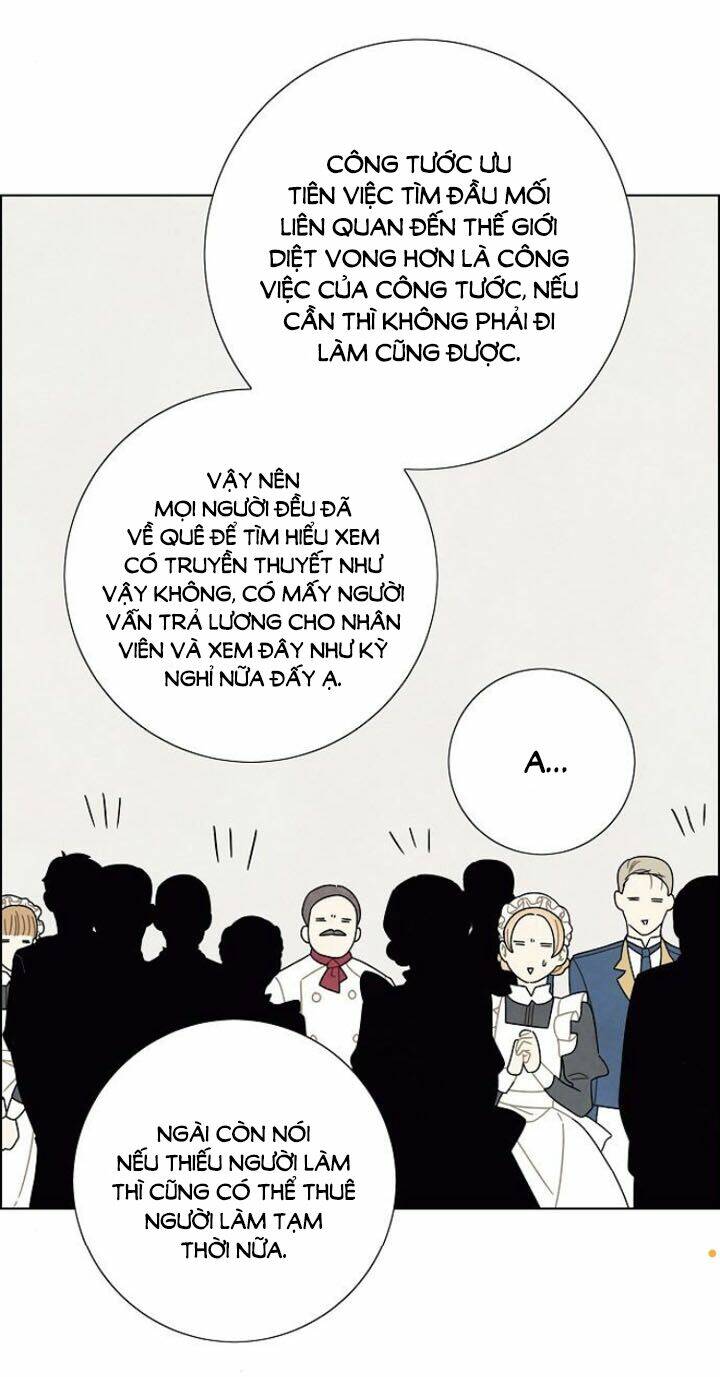 CÔNG TƯỚC ƯU
TIÊN VIỆC TÌM ĐẦU MỐI
LIÊN QUAN ĐẾN THẾ GIỚI
DIỆT VONG HƠN LÀ CÔNG
VIỆC CỦA CÔNG TƯỚC, NẾU
CẦN THÌ KHÔNG PHẢI ĐI
LÀM CŨNG ĐƯỢC.
VẬY NÊN
MỌI NGƯỜI ĐỀU ĐÃ
VỀ QUÊ ĐỂ TÌM HIỂU XEM
CÓ TRUYỀN THUYẾT NHƯ
VẬY KHÔNG, CÓ MẤY NGƯỜI
VẪN TRẢ LƯƠNG CHO NHÂN
VIÊN VÀ XEM ĐÂY NHƯ KỲ
NGHỈ NỮA ĐẤY Ạ.
A...
NGÀI CÒN NÓI
NẾU THIẾU NGƯỜI LÀM
THÌ CŨNG CÓ THỂ THUÊ
NGƯỜI LÀM TẠM
THỜI NỮA.